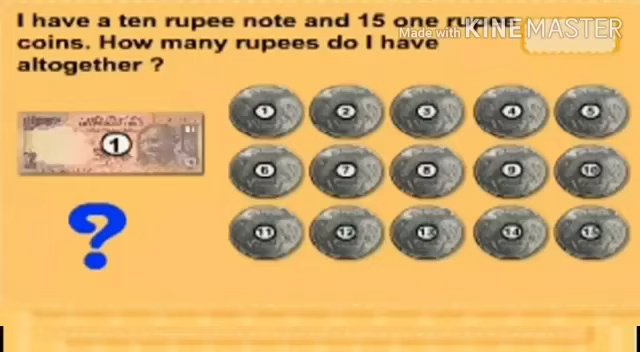 I have a ten rupee note and 15 one rupee
coins. How many rupees do I have
altogether ?
Made with KINEMASTER
1
1 2 3 4 5
6 7 8 9 10
11 12 13 14 15
?